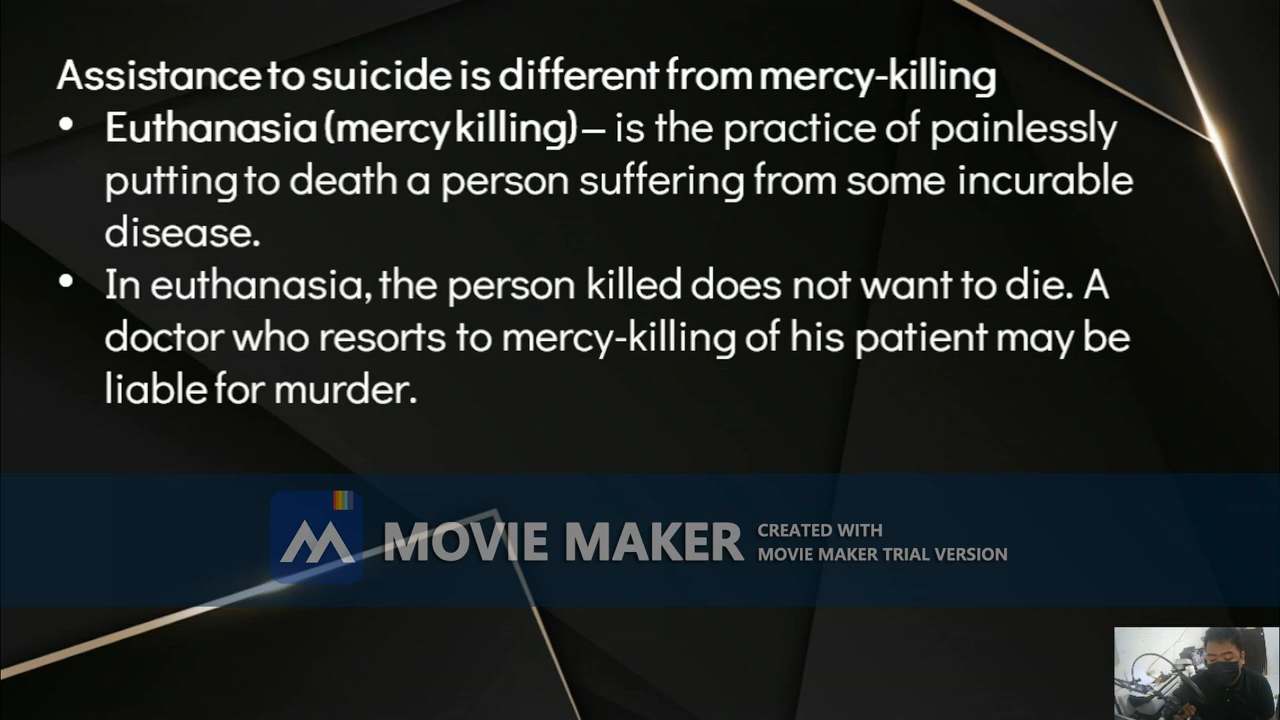 Assistance to suicide is different from mercy-killing
• Euthanasia (mercy killing) – is the practice of painlessly
putting to death a person suffering from some incurable
disease.
• In euthanasia, the person killed does not want to die. A
doctor who resorts to mercy-killing of his patient may be
liable for murder.
MOVIE MAKER
CREATED WITH
MOVIE MAKER TRIAL VERSION